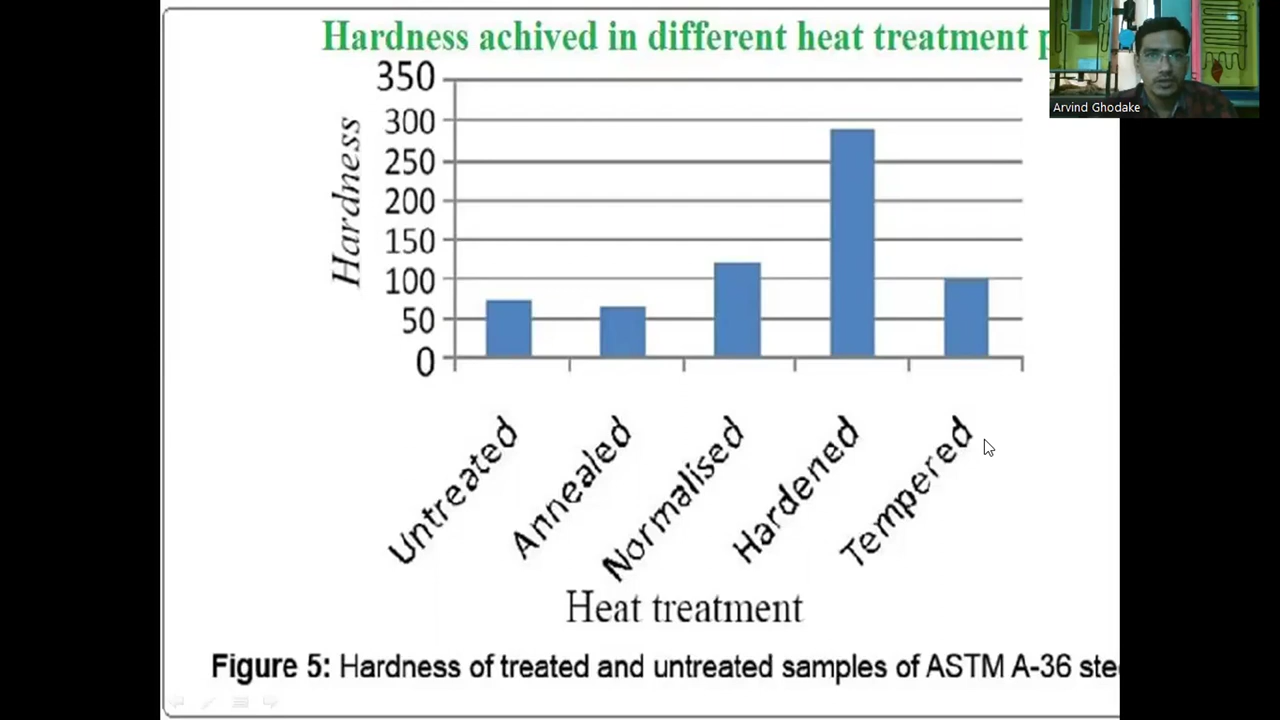 Hardness achived in different heat treatment
Arvind Ghodake
350
300
250
200
150
100
50
0
Hardness
Untreated
Annealed
Normalised
Hardened
Tempered
Heat treatment
Figure 5: Hardness of treated and untreated samples of ASTM A-36